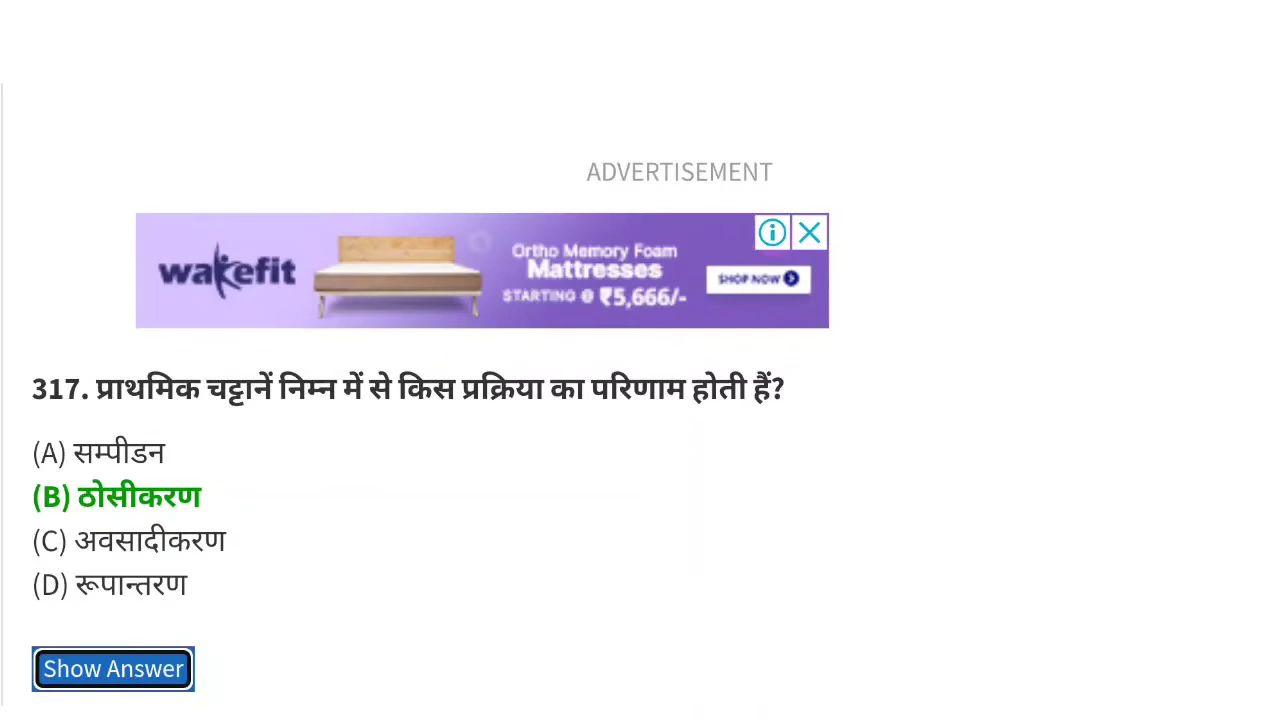 ADVERTISEMENT
wakefit
Ortho Memory Foam
Mattresses
STARTING @ ₹5,666/-
SHOP NOW
317. प्राथमिक चट्टानें निम्न में से किस प्रक्रिया का परिणाम होती हैं?
(A) सम्पीडन
(B) ठोसीकरण
(C) अवसादीकरण
(D) रूपान्तरण
Show Answer